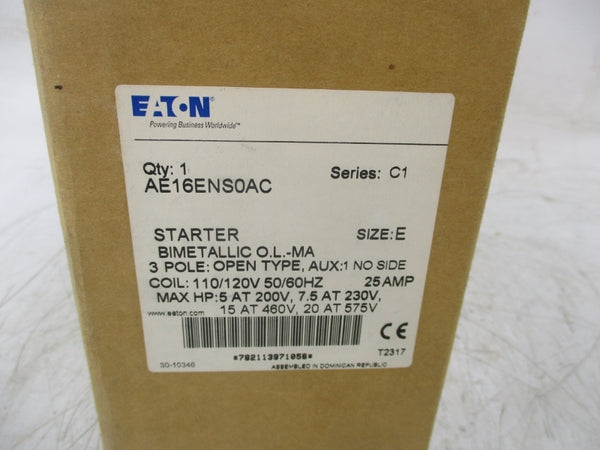 EATON
Powering Business Worldwide™
Qty: 1
Series: C1
AE16ENS0AC
STARTER SIZE: E
BIMETALLIC O.L.-MA
3 POLE: OPEN TYPE, AUX:1 NO SIDE
COIL: 110/120V 50/60HZ 25 AMP
MAX HP:5 AT 200V, 7.5 AT 230V,
www.eaton.com 15 AT 460V, 20 AT 575V
CE
*782113971056* T2317
30-10346 ASSEMBLED IN DOMINICAN REPUBLIC